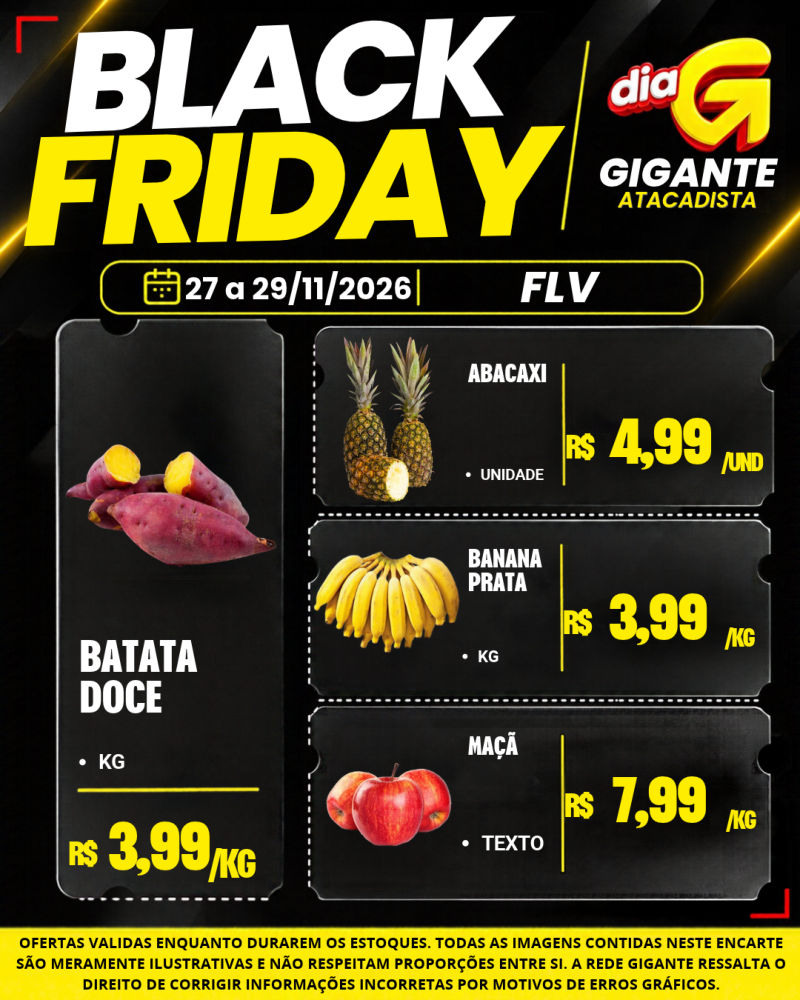 BLACK
FRIDAY
dia G
GIGANTE
ATACADISTA
27 a 29/11/2026
FLV
BATATA
DOCE
• KG
R$ 3,99/KG
ABACAXI
• UNIDADE
R$ 4,99 /UND
BANANA
PRATA
• KG
R$ 3,99 /KG
MAÇÃ
• TEXTO
R$ 7,99 /KG
OFERTAS VALIDAS ENQUANTO DURAREM OS ESTOQUES. TODAS AS IMAGENS CONTIDAS NESTE ENCARTE
SÃO MERAMENTE ILUSTRATIVAS E NÃO RESPEITAM PROPORÇÕES ENTRE SI. A REDE GIGANTE RESSALTA O
DIREITO DE CORRIGIR INFORMAÇÕES INCORRETAS POR MOTIVOS DE ERROS GRÁFICOS.